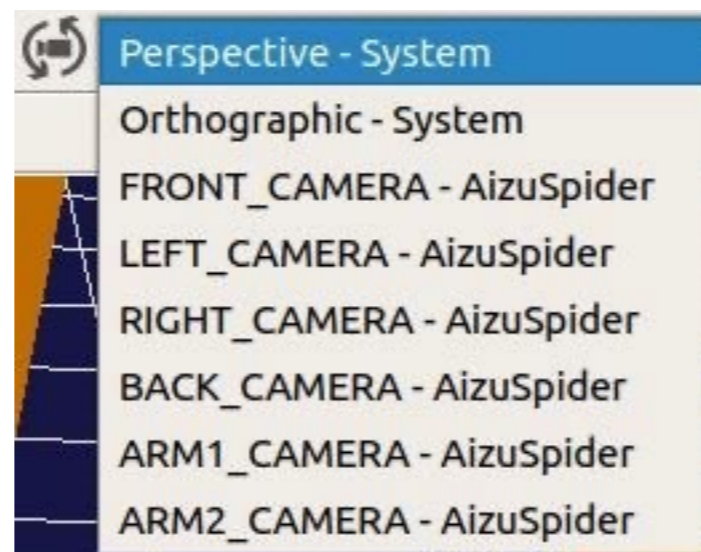 Perspective - System
Orthographic - System
FRONT_CAMERA - AizuSpider
LEFT_CAMERA - AizuSpider
RIGHT_CAMERA - AizuSpider
BACK_CAMERA - AizuSpider
ARM1_CAMERA - AizuSpider
ARM2_CAMERA - AizuSpider